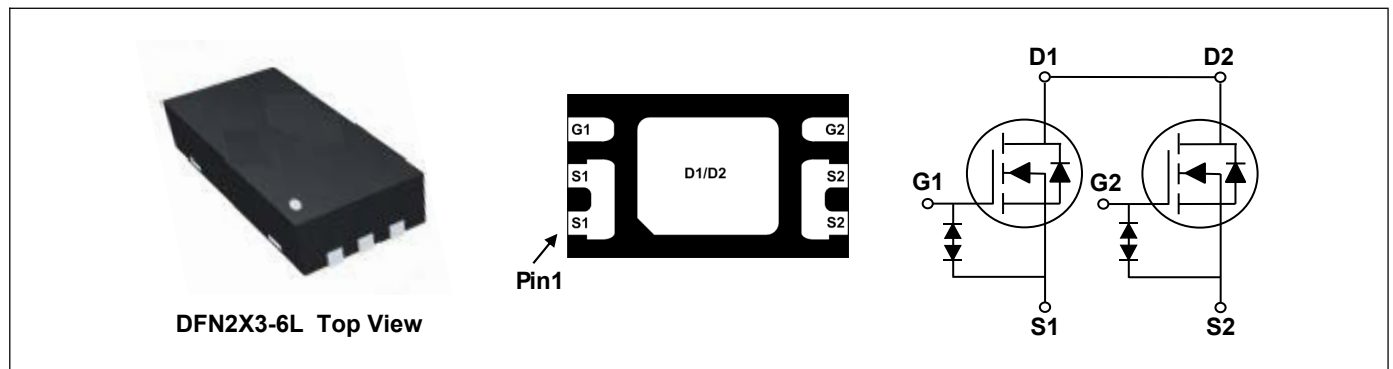 DFN2X3-6L Top View
G1
G2
S1
S2
D1/D2
S1
S2
Pin1
D1
D2
G1
G2
S1
S2